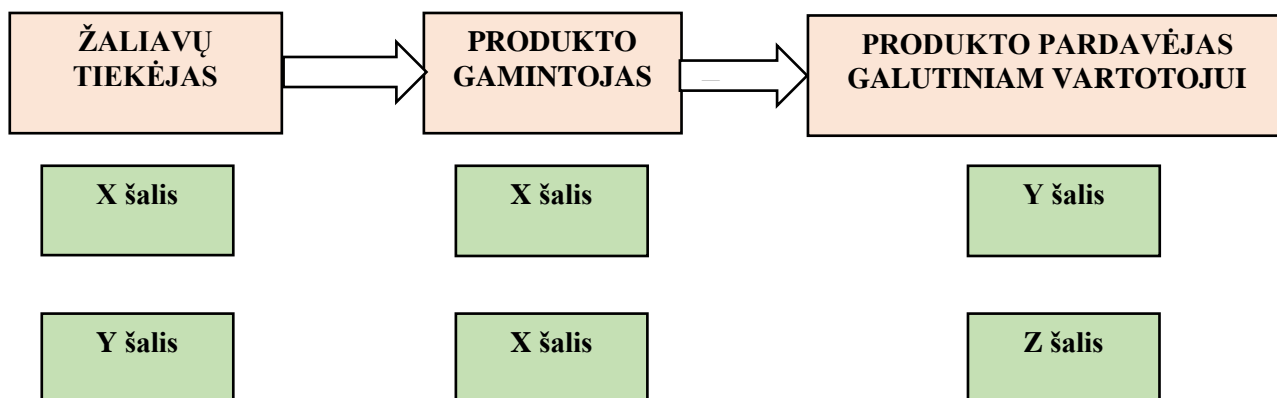 ŽALIAVŲ
TIEKĖJAS
PRODUKTO
GAMINTOJAS
PRODUKTO PARDAVĖJAS
GALUTINIAM VARTOTOJUI
X šalis
X šalis
Y šalis
Y šalis
X šalis
Z šalis